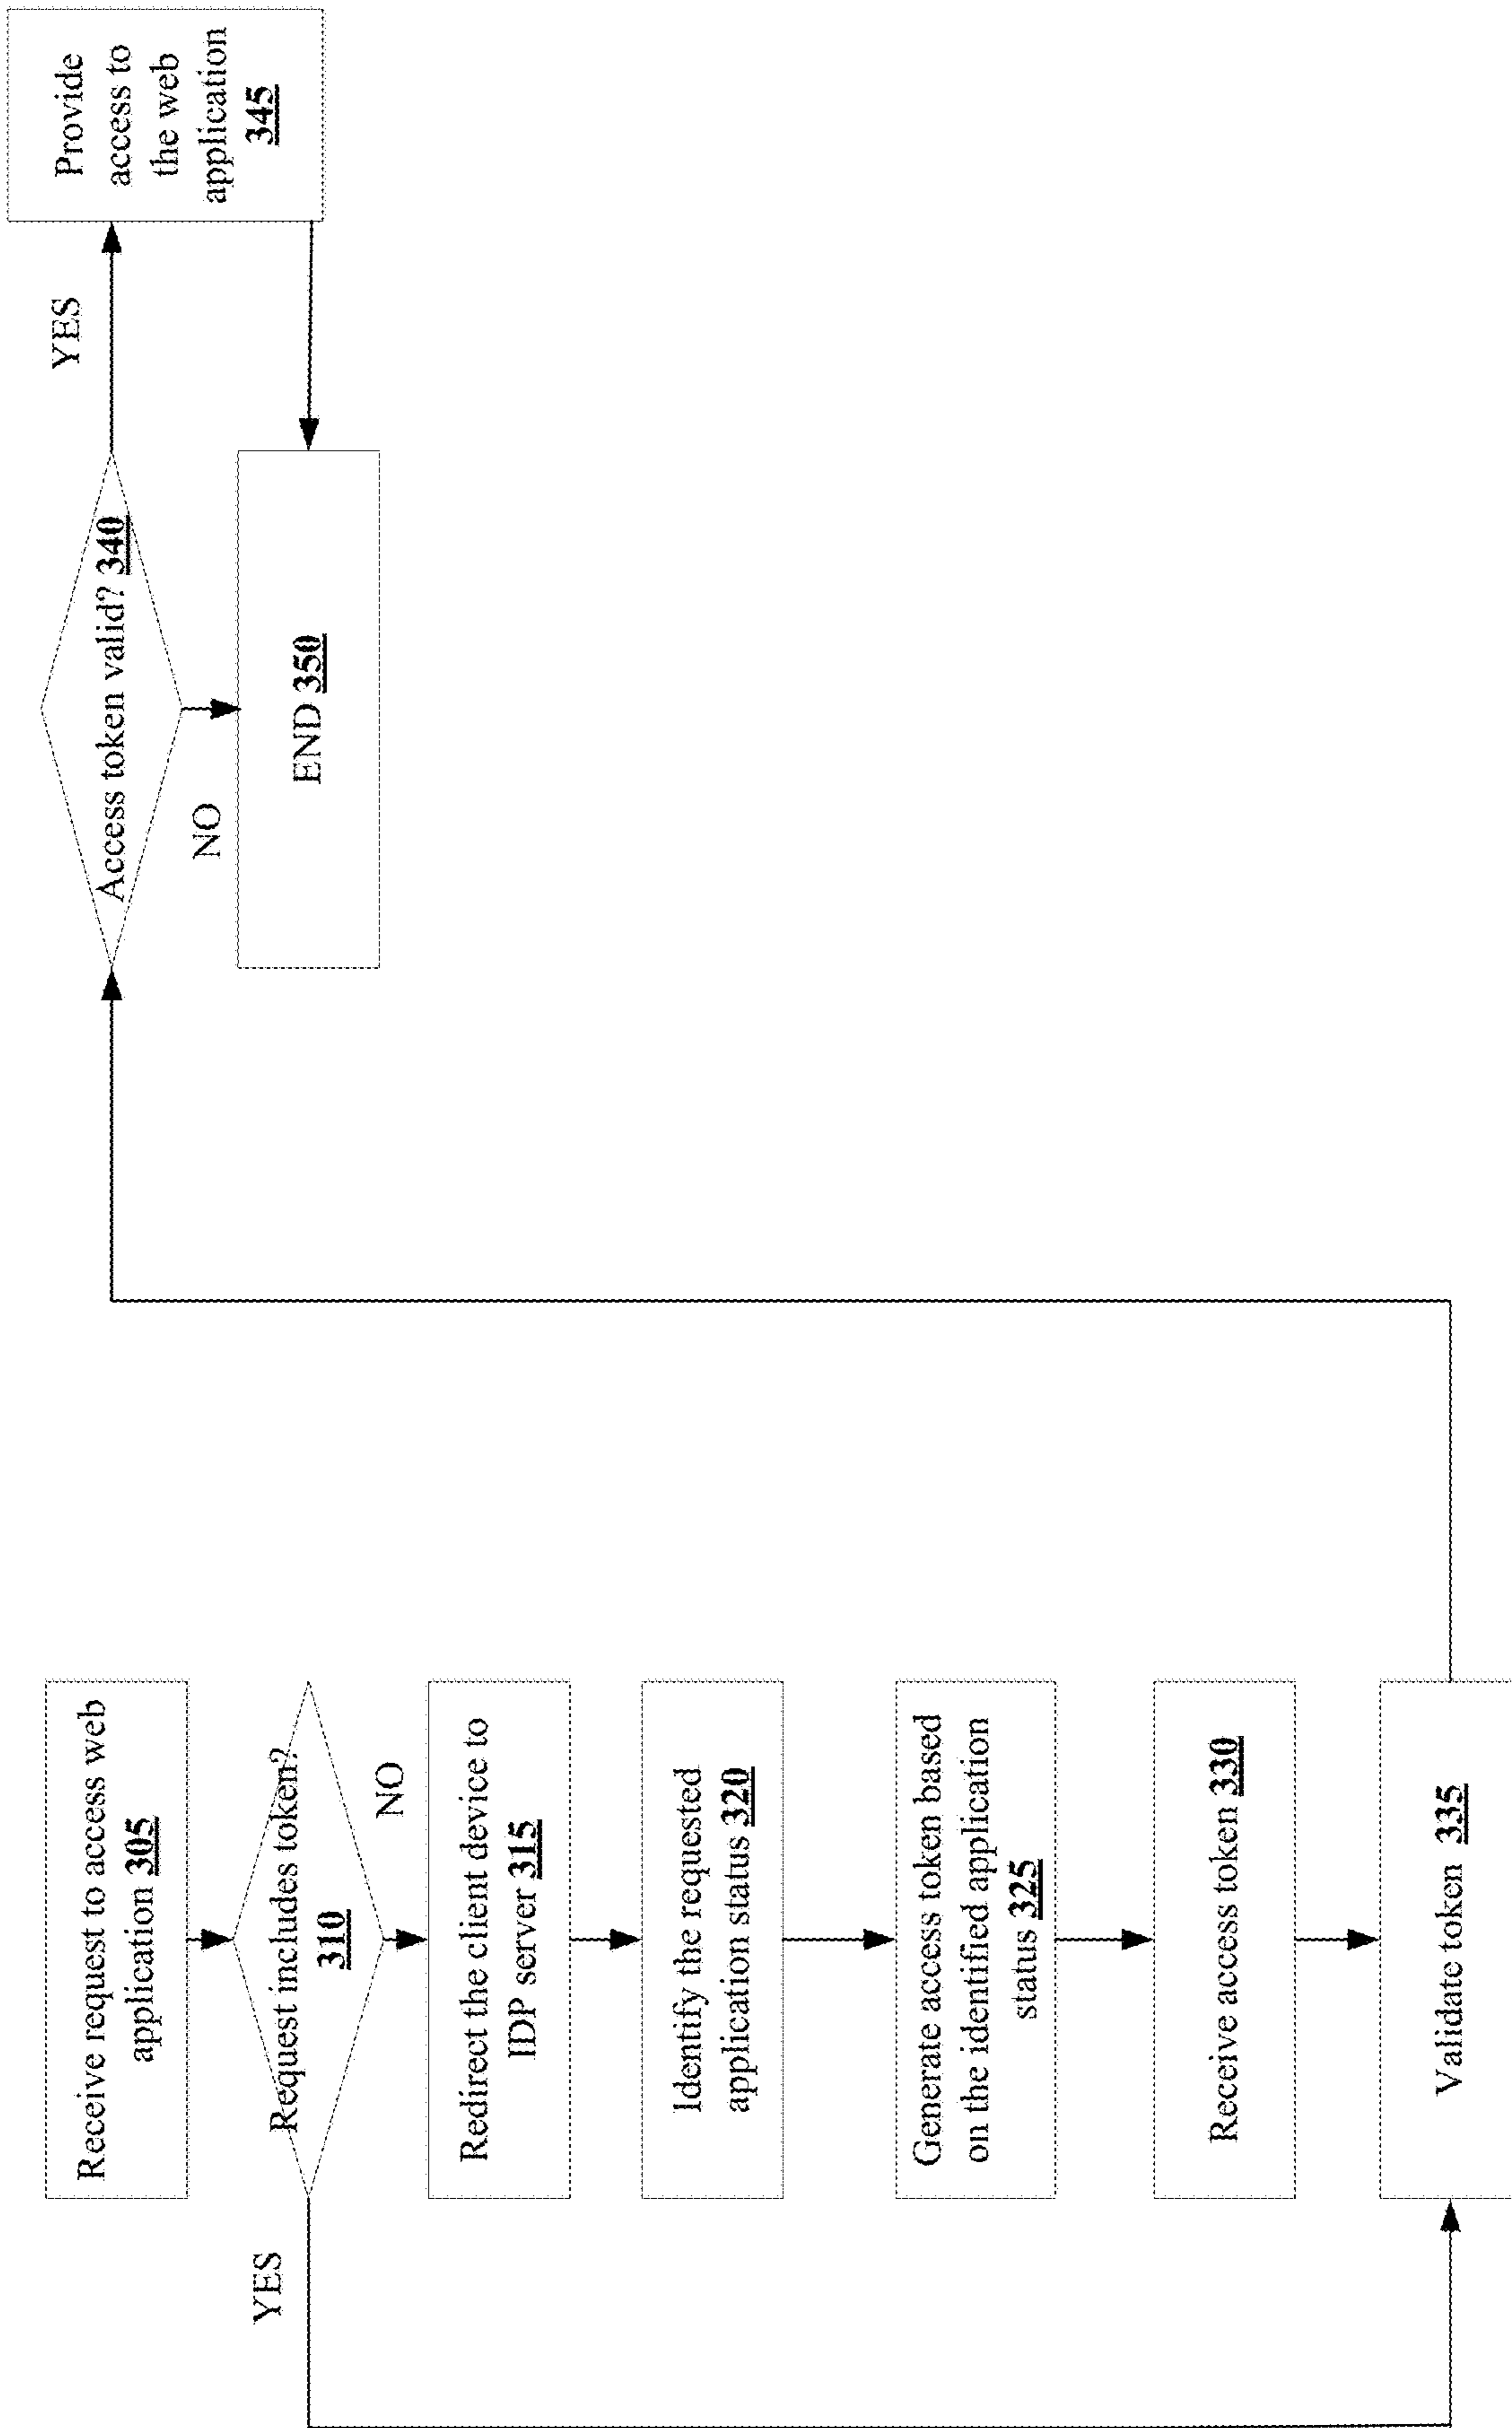 Receive request to access web
application 305
Request includes token?
310
YES
NO
Redirect the client device to
IDP server 315
Identify the requested
application status 320
Generate access token based
on the identified application
status 325
Receive access token 330
Validate token 335
Access token valid? 340
YES
NO
Provide
access to
the web
application
345
END 350